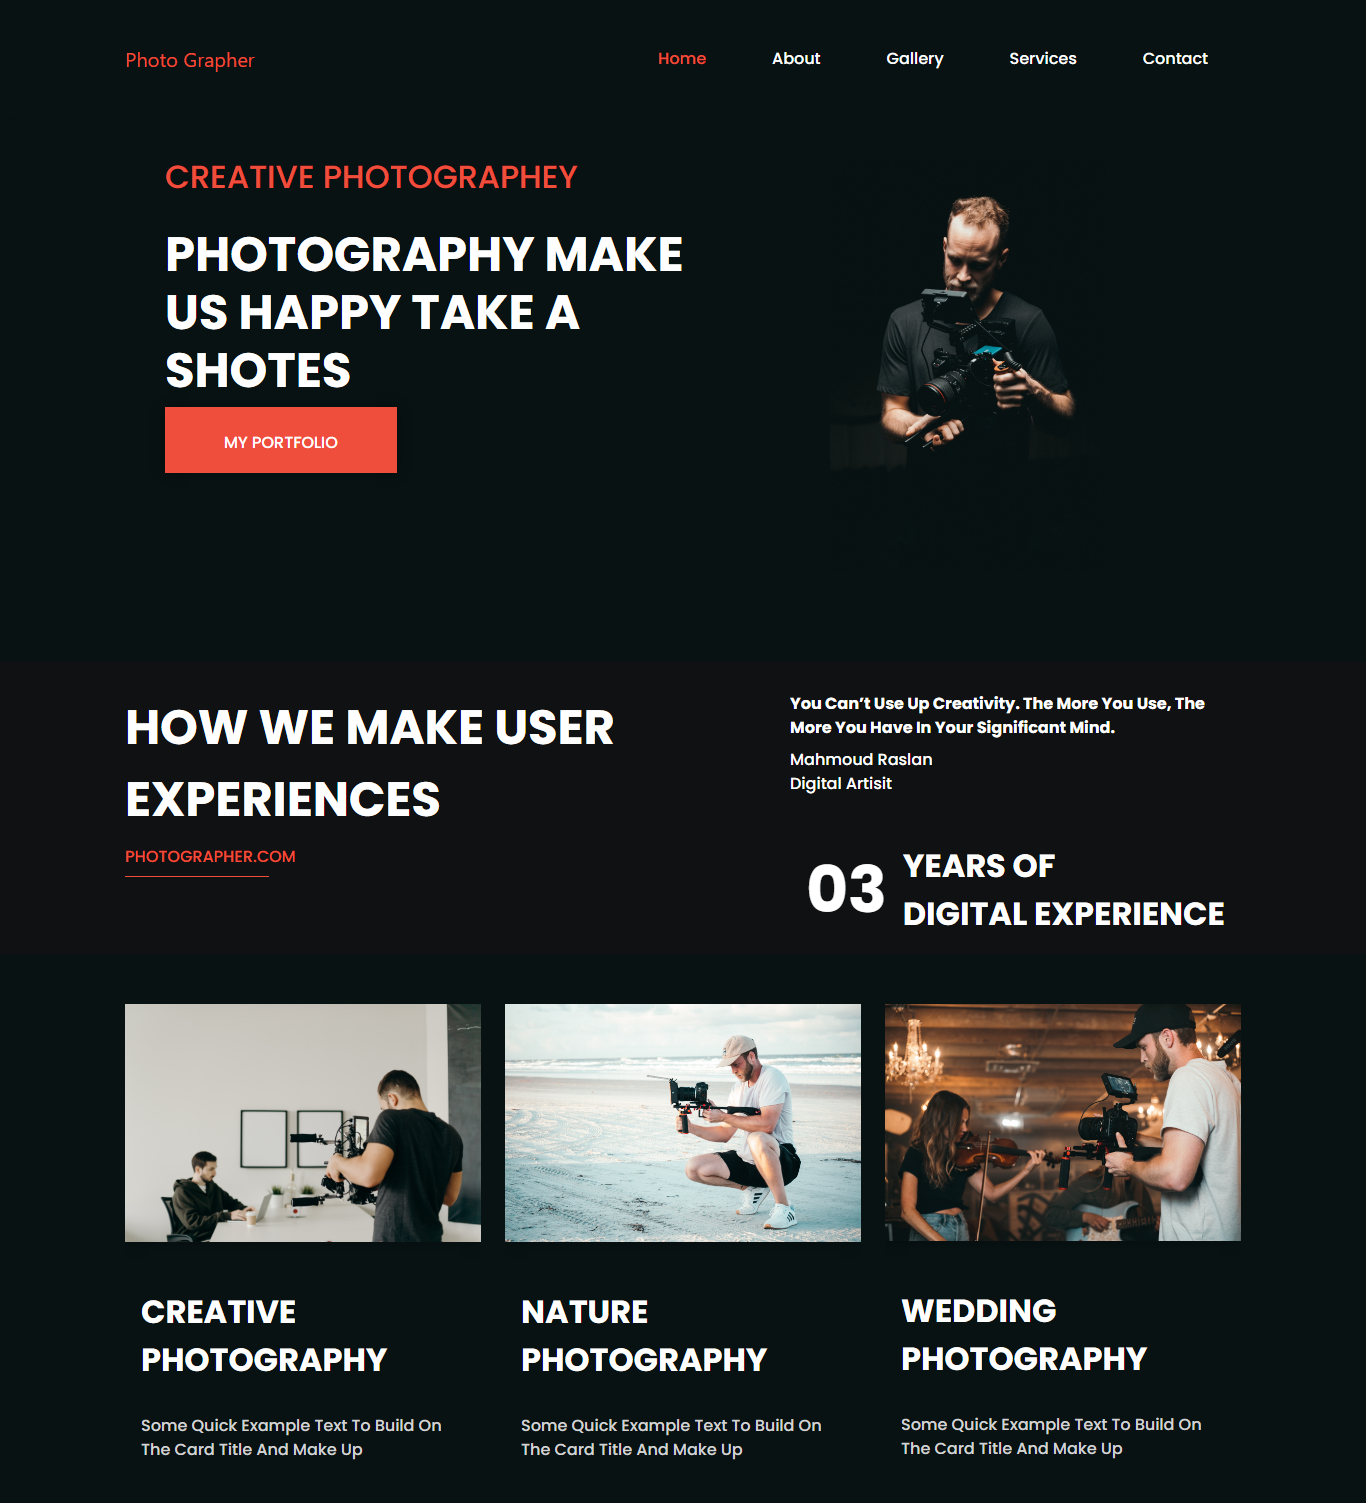 Photo Grapher
Home About Gallery Services Contact
CREATIVE PHOTOGRAPHEY
PHOTOGRAPHY MAKE
US HAPPY TAKE A
SHOTES
MY PORTFOLIO
HOW WE MAKE USER
EXPERIENCES
PHOTOGRAPHER.COM
You Can’t Use Up Creativity. The More You Use, The
More You Have In Your Significant Mind.
Mahmoud Raslan
Digital Artisit
03
YEARS OF
DIGITAL EXPERIENCE
CREATIVE
PHOTOGRAPHY
Some Quick Example Text To Build On
The Card Title And Make Up
NATURE
PHOTOGRAPHY
Some Quick Example Text To Build On
The Card Title And Make Up
WEDDING
PHOTOGRAPHY
Some Quick Example Text To Build On
The Card Title And Make Up